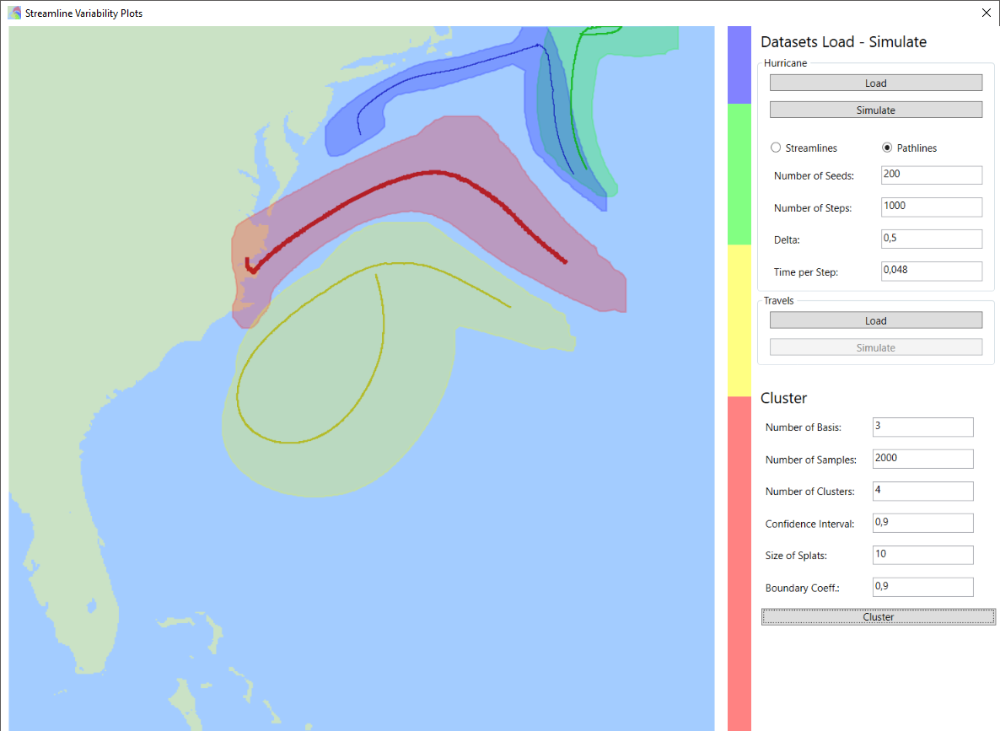 Streamline Variability Plots
Datasets Load - Simulate
Hurricane
Load
Simulate
Streamlines Pathlines
Number of Seeds: 200
Number of Steps: 1000
Delta: 0,5
Time per Step: 0,048
Travels
Load
Simulate
Cluster
Number of Basis: 3
Number of Samples: 2000
Number of Clusters: 4
Confidence Interval: 0,9
Size of Splats: 10
Boundary Coeff.: 0,9
Cluster